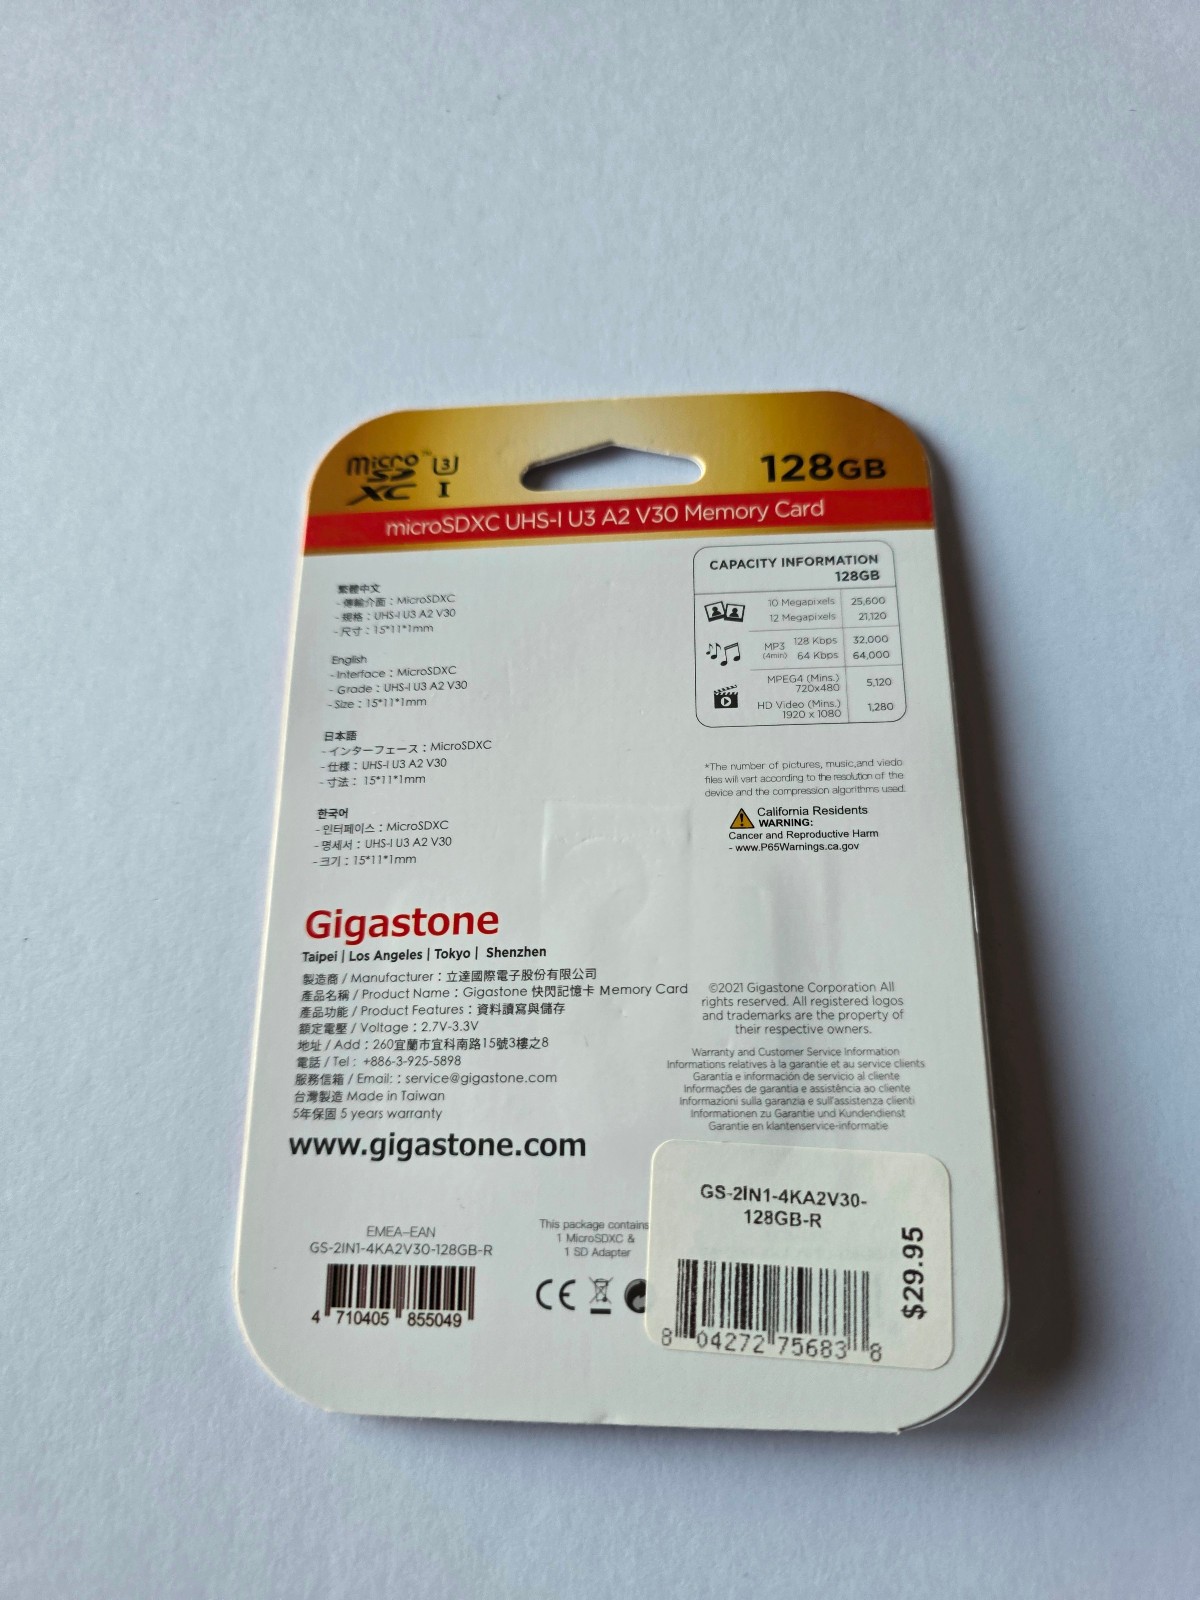 micro SD XC ™ U3 I
128GB
microSDXC UHS-I U3 A2 V30 Memory Card
繁體中文
- 傳輸介面：MicroSDXC
- 規格：UHS-I U3 A2 V30
- 尺寸：15*11*1mm
English
- Interface：MicroSDXC
- Grade：UHS-I U3 A2 V30
- Size：15*11*1mm
日本語
- インターフェース：MicroSDXC
- 仕様：UHS-I U3 A2 V30
- 寸法： 15*11*1mm
한국어
- 인터페이스：MicroSDXC
- 명세서：UHS-I U3 A2 V30
- 크기：15*11*1mm
CAPACITY INFORMATION
128GB
10 Megapixels 25,600
12 Megapixels 21,120
MP3 (4min) 128 Kbps 32,000
64 Kbps 64,000
MPEG4 (Mins.) 720x480 5,120
HD Video (Mins.) 1920 x 1080 1,280
*The number of pictures, music,and viedo
files will vart according to the resolution of the
device and the compression algorithms used.
California Residents
WARNING:
Cancer and Reproductive Harm
- www.P65Warnings.ca.gov
Gigastone
Taipei | Los Angeles | Tokyo | Shenzhen
製造商 / Manufacturer：立達國際電子股份有限公司
產品名稱 / Product Name：Gigastone 快閃記憶卡 Memory Card
產品功能 / Product Features：資料讀寫與儲存
額定電壓 / Voltage：2.7V-3.3V
地址 / Add：260宜蘭市宜科南路15號3樓之8
電話 / Tel： +886-3-925-5898
服務信箱 / Email:：service@gigastone.com
台灣製造 Made in Taiwan
5年保固 5 years warranty
www.gigastone.com
©2021 Gigastone Corporation All
rights reserved. All registered logos
and trademarks are the property of
their respective owners.
Warranty and Customer Service Information
Informations relatives à la garantie et au service clients
Garantía e información de servicio al cliente
Informações de garantia e assistência ao cliente
Informazioni sulla garanzia e sull'assistenza clienti
Informationen zu Garantie und Kundendienst
Garantie en klantenservice-informatie
EMEA–EAN
GS-2IN1-4KA2V30-128GB-R
4 710405 855049
This package contains
1 MicroSDXC &
1 SD Adapter
CE
GS-2IN1-4KA2V30-
128GB-R
8 04272 75683 8
$29.95